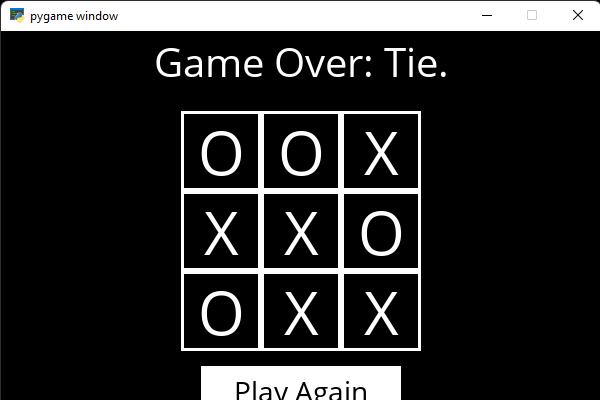 pygame window
Game Over: Tie.
O O X
X X O
O X X
Play Again